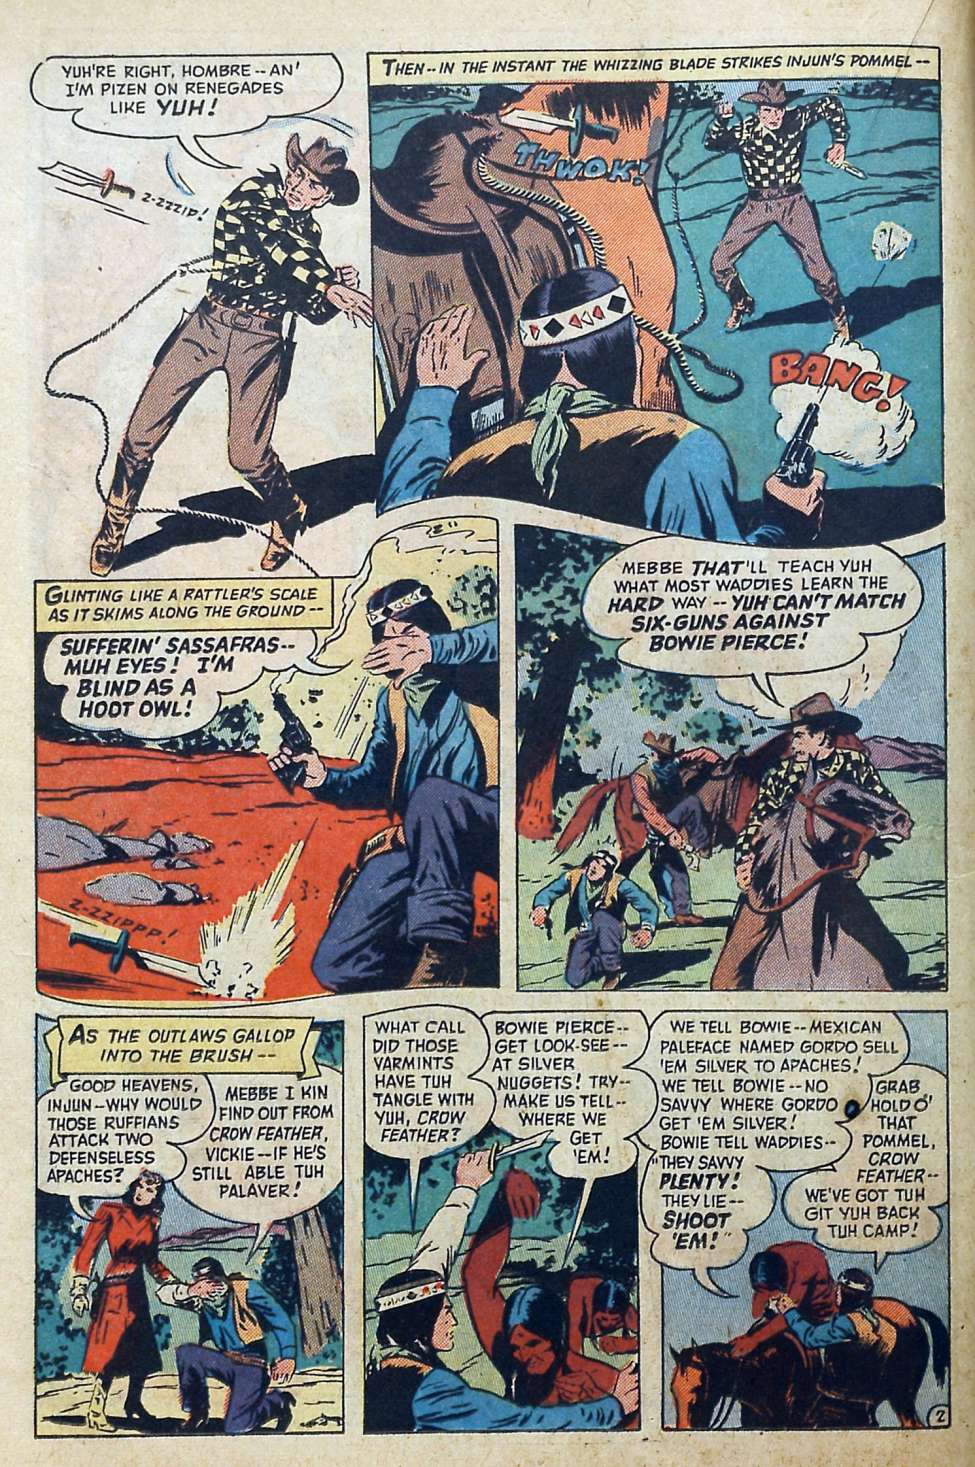 YUH'RE RIGHT, HOMBRE--AN'
I'M PIZEN ON RENEGADES
LIKE YUH!
Z-ZZZIP!
THEN--IN THE INSTANT THE WHIZZING BLADE STRIKES INJUN'S POMMEL--
THWOK!
BANG!
GLINTING LIKE A RATTLER'S SCALE
AS IT SKIMS ALONG THE GROUND--
SUFFERIN' SASSAFRAS--
MUH EYES! I'M
BLIND AS A
HOOT OWL!
Z-ZZIPPP!
MEBBE THAT'LL TEACH YUH
WHAT MOST WADDIES LEARN THE
HARD WAY--YUH CAN'T MATCH
SIX-GUNS AGAINST
BOWIE PIERCE!
AS THE OUTLAWS GALLOP
INTO THE BRUSH--
GOOD HEAVENS,
INJUN--WHY WOULD
THOSE RUFFIANS
ATTACK TWO
DEFENSELESS
APACHES?
MEBBE I KIN
FIND OUT FROM
CROW FEATHER,
VICKIE--IF HE'S
STILL ABLE TUH
PALAVER!
WHAT CALL
DID THOSE
VARMINTS
HAVE TUH
TANGLE WITH
YUH, CROW
FEATHER?
BOWIE PIERCE--
GET LOOK-SEE--
AT SILVER
NUGGETS! TRY--
MAKE US TELL--
WHERE WE
GET
'EM!
WE TELL BOWIE--MEXICAN
PALEFACE NAMED GORDO SELL
'EM SILVER TO APACHES!
WE TELL BOWIE--NO
SAVVY WHERE GORDO
GET 'EM SILVER!
BOWIE TELL WADDIES--
"THEY SAVVY
PLENTY!
THEY LIE--
SHOOT
'EM!"
GRAB
HOLD O'
THAT
POMMEL,
CROW
FEATHER--
WE'VE GOT TUH
GIT YUH BACK
TUH CAMP!
2